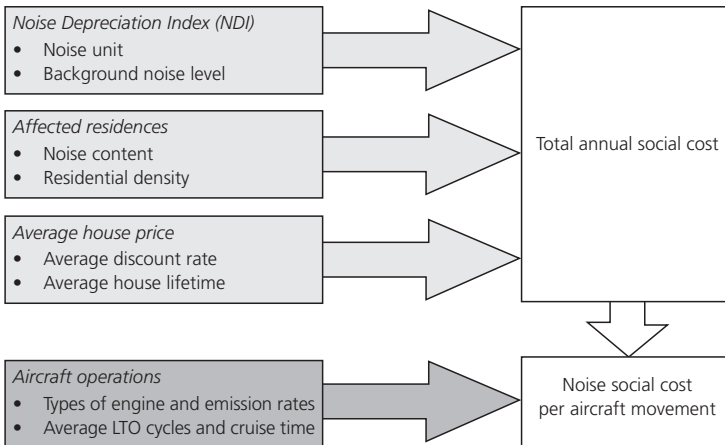 Noise Depreciation Index (NDI)
• Noise unit
• Background noise level
Affected residences
• Noise content
• Residential density
Total annual social cost
Average house price
• Average discount rate
• Average house lifetime
Aircraft operations
• Types of engine and emission rates
• Average LTO cycles and cruise time
Noise social cost
per aircraft movement